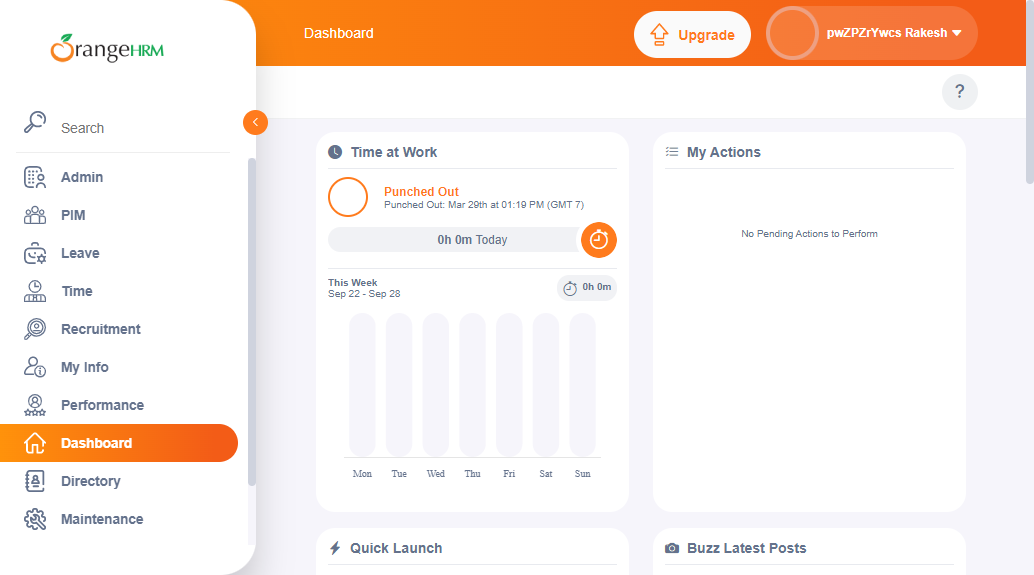 OrangeHRM
Search
Admin
PIM
Leave
Time
Recruitment
My Info
Performance
Dashboard
Directory
Maintenance
Dashboard
Upgrade
pwZPZrYwcs Rakesh
?
Time at Work
Punched Out
Punched Out: Mar 29th at 01:19 PM (GMT 7)
0h 0m Today
This Week
Sep 22 - Sep 28
0h 0m
Mon Tue Wed Thu Fri Sat Sun
My Actions
No Pending Actions to Perform
Quick Launch
Buzz Latest Posts